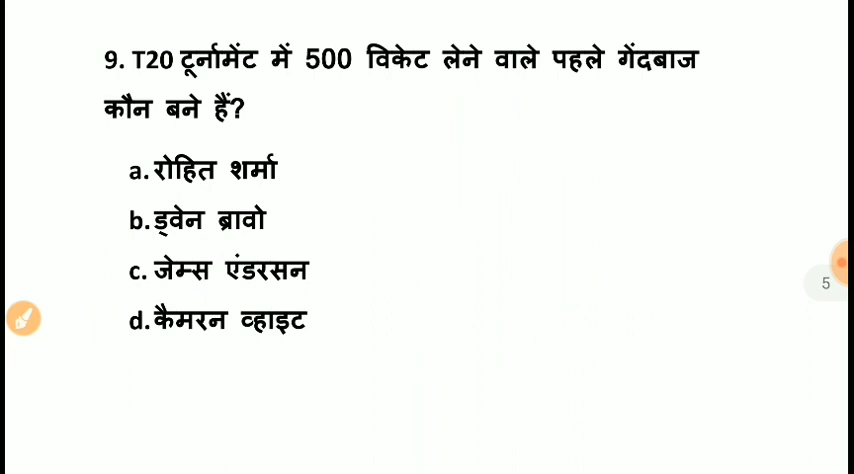 9. T20 टूर्नामेंट में 500 विकेट लेने वाले पहले गेंदबाज
कौन बने हैं?
a. रोहित शर्मा
b. ड्वेन ब्रावो
c. जेम्स एंडरसन
d. कैमरन व्हाइट
5